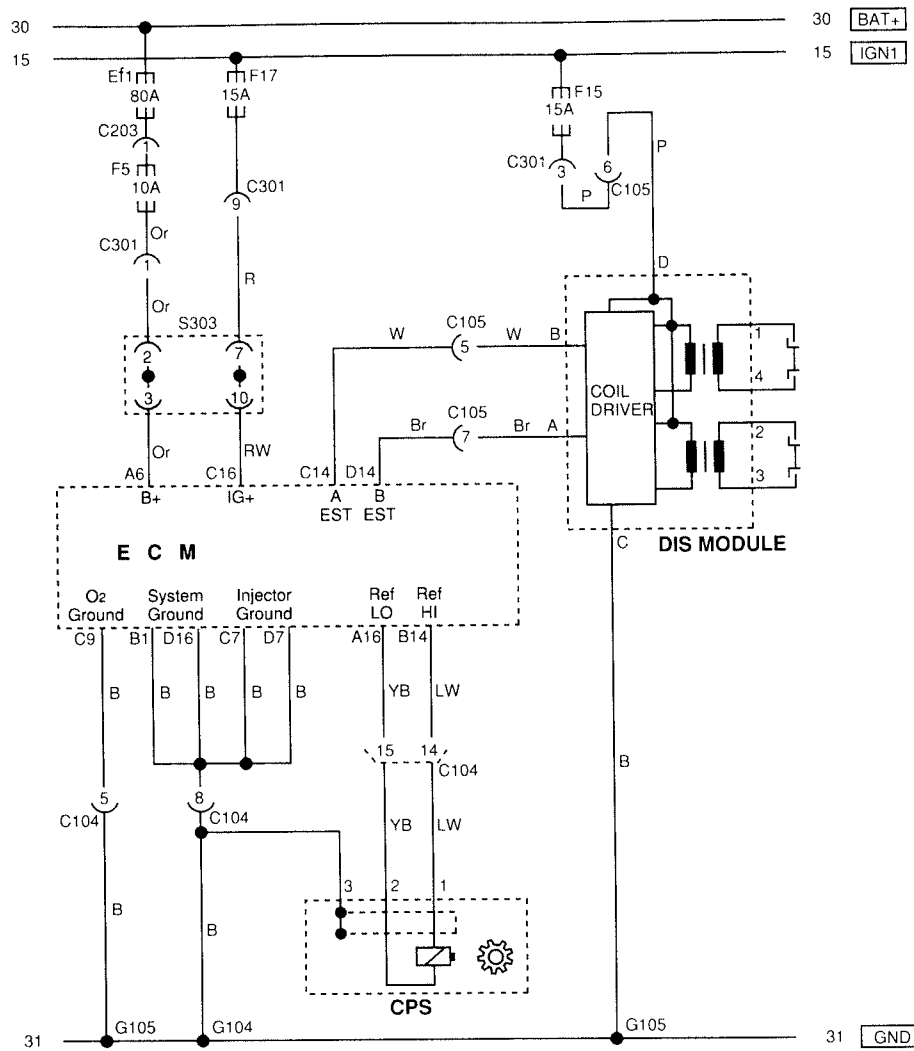 30 30 BAT+
15 15 IGN1
Ef1 F17 F15
80A 15A 15A
C203
1
F5
10A
C301 3 6 P
P C105
C301
9
Or
C301
1
R
D
Or
S303
2 7
3 10
W C105 W B
5
1
4
COIL
DRIVER
C105
Br 7 Br A
2
3
Or RW
A6 C16 C14 D14
B+ IG+ A B
EST EST
C
DIS MODULE
E C M
O2 System Injector Ref Ref
Ground Ground Ground LO HI
C9 B1 D16 C7 D7 A16 B14
B B B B B YB LW
15 14
C104
B
5 8
C104 C104
YB LW
3 2 1
B B
CPS
31 G105 G104 G105 31 GND